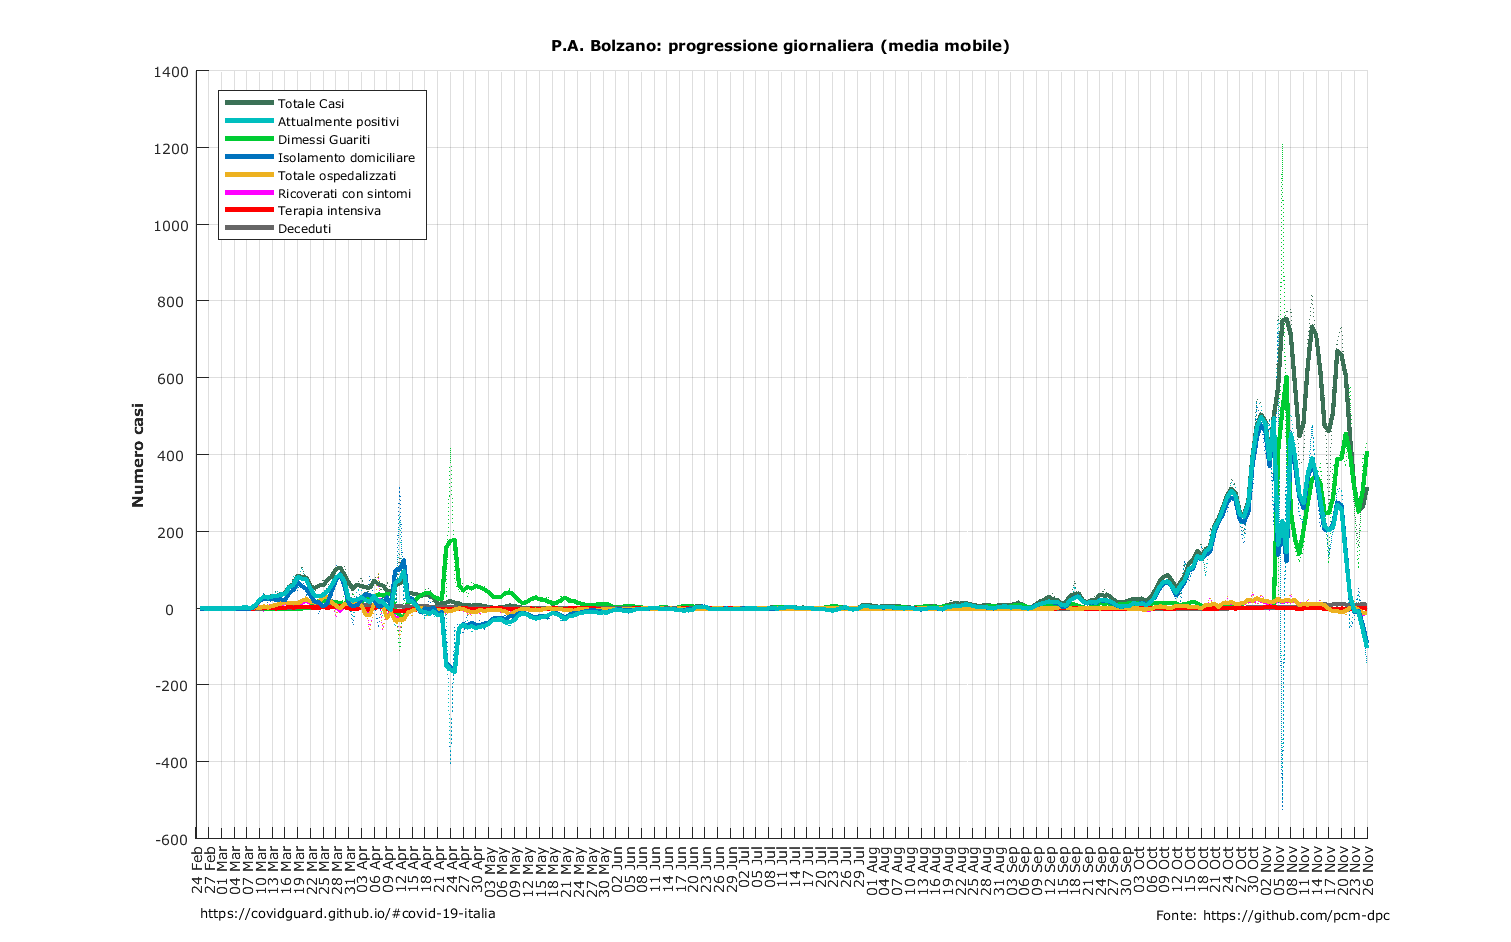 P.A. Bolzano: progressione giornaliera (media mobile)
1400
1200
1000
800
600
400
200
0
-200
-400
-600
Numero casi
Totale Casi
Attualmente positivi
Dimessi Guariti
Isolamento domiciliare
Totale ospedalizzati
Ricoverati con sintomi
Terapia intensiva
Deceduti
24 Feb
27 Feb
01 Mar
04 Mar
07 Mar
10 Mar
13 Mar
16 Mar
19 Mar
22 Mar
25 Mar
28 Mar
31 Mar
03 Apr
06 Apr
09 Apr
12 Apr
15 Apr
18 Apr
21 Apr
24 Apr
27 Apr
30 Apr
03 May
06 May
09 May
12 May
15 May
18 May
21 May
24 May
27 May
30 May
02 Jun
05 Jun
08 Jun
11 Jun
14 Jun
17 Jun
20 Jun
23 Jun
26 Jun
29 Jun
02 Jul
05 Jul
08 Jul
11 Jul
14 Jul
17 Jul
20 Jul
23 Jul
26 Jul
29 Jul
01 Aug
04 Aug
07 Aug
10 Aug
13 Aug
16 Aug
19 Aug
22 Aug
25 Aug
28 Aug
31 Aug
03 Sep
06 Sep
09 Sep
12 Sep
15 Sep
18 Sep
21 Sep
24 Sep
27 Sep
30 Sep
03 Oct
06 Oct
09 Oct
12 Oct
15 Oct
18 Oct
21 Oct
24 Oct
27 Oct
30 Oct
02 Nov
05 Nov
08 Nov
11 Nov
14 Nov
17 Nov
20 Nov
23 Nov
26 Nov
https://covidguard.github.io/#covid-19-italia
Fonte: https://github.com/pcm-dpc